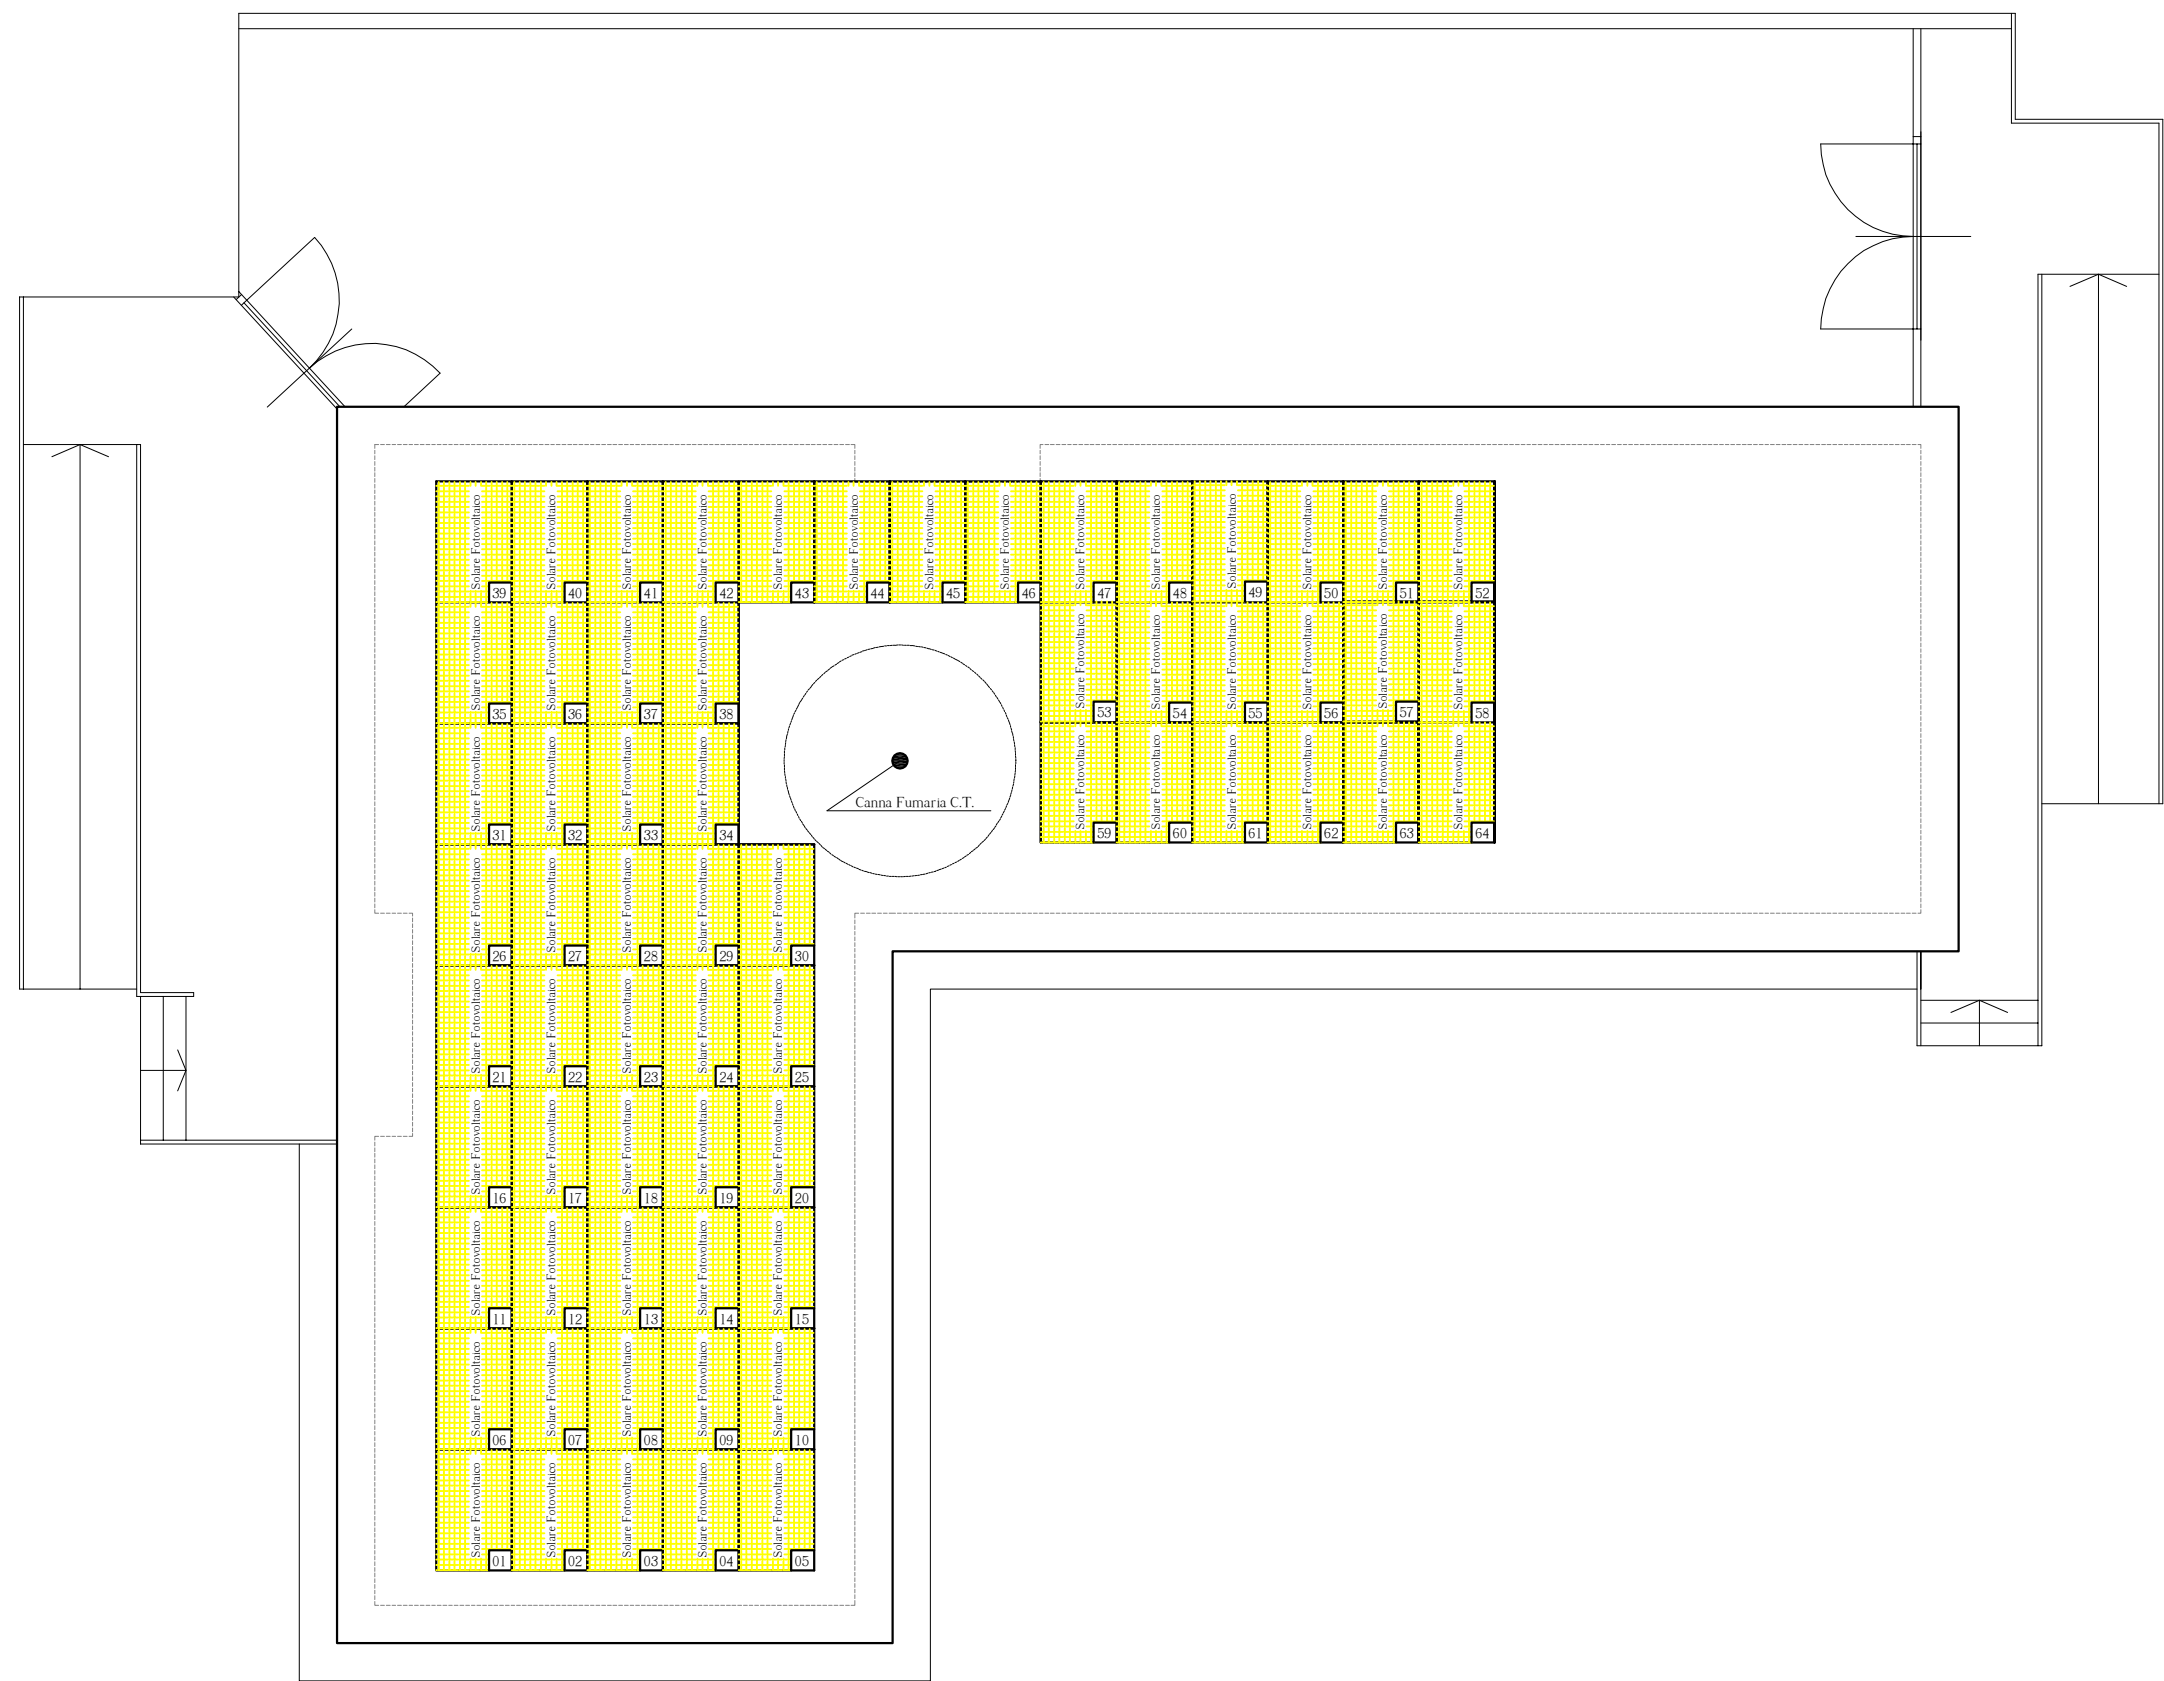 Solare Fotovoltaico 39
Solare Fotovoltaico 40
Solare Fotovoltaico 41
Solare Fotovoltaico 42
Solare Fotovoltaico 43
Solare Fotovoltaico 44
Solare Fotovoltaico 45
Solare Fotovoltaico 46
Solare Fotovoltaico 47
Solare Fotovoltaico 48
Solare Fotovoltaico 49
Solare Fotovoltaico 50
Solare Fotovoltaico 51
Solare Fotovoltaico 52
Solare Fotovoltaico 35
Solare Fotovoltaico 36
Solare Fotovoltaico 37
Solare Fotovoltaico 38
Solare Fotovoltaico 53
Solare Fotovoltaico 54
Solare Fotovoltaico 55
Solare Fotovoltaico 56
Solare Fotovoltaico 57
Solare Fotovoltaico 58
Solare Fotovoltaico 31
Solare Fotovoltaico 32
Solare Fotovoltaico 33
Solare Fotovoltaico 34
Canna Fumaria C.T.
Solare Fotovoltaico 59
Solare Fotovoltaico 60
Solare Fotovoltaico 61
Solare Fotovoltaico 62
Solare Fotovoltaico 63
Solare Fotovoltaico 64
Solare Fotovoltaico 26
Solare Fotovoltaico 27
Solare Fotovoltaico 28
Solare Fotovoltaico 29
Solare Fotovoltaico 30
Solare Fotovoltaico 21
Solare Fotovoltaico 22
Solare Fotovoltaico 23
Solare Fotovoltaico 24
Solare Fotovoltaico 25
Solare Fotovoltaico 16
Solare Fotovoltaico 17
Solare Fotovoltaico 18
Solare Fotovoltaico 19
Solare Fotovoltaico 20
Solare Fotovoltaico 11
Solare Fotovoltaico 12
Solare Fotovoltaico 13
Solare Fotovoltaico 14
Solare Fotovoltaico 15
Solare Fotovoltaico 06
Solare Fotovoltaico 07
Solare Fotovoltaico 08
Solare Fotovoltaico 09
Solare Fotovoltaico 10
Solare Fotovoltaico 01
Solare Fotovoltaico 02
Solare Fotovoltaico 03
Solare Fotovoltaico 04
Solare Fotovoltaico 05